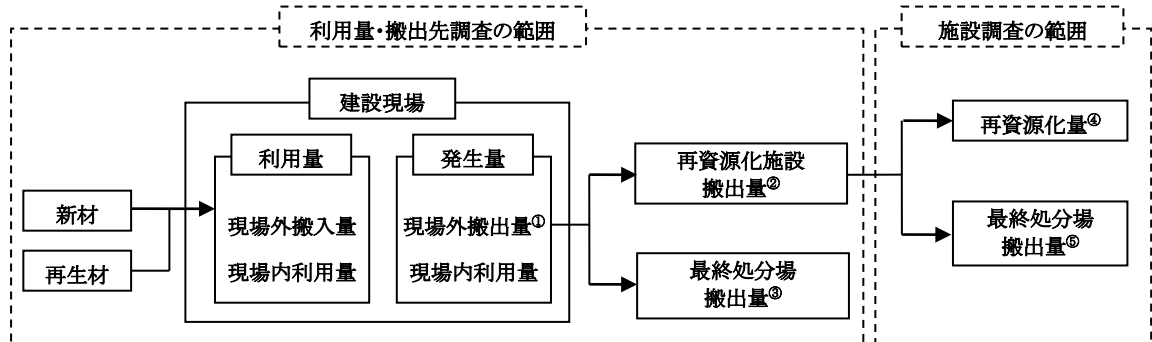 利用量・搬出先調査の範囲
施設調査の範囲
建設現場
利用量
発生量
新材
再生材
現場外搬入量
現場内利用量
現場外搬出量①
現場内利用量
再資源化施設
搬出量②
最終処分場
搬出量③
再資源化量④
最終処分場
搬出量⑤